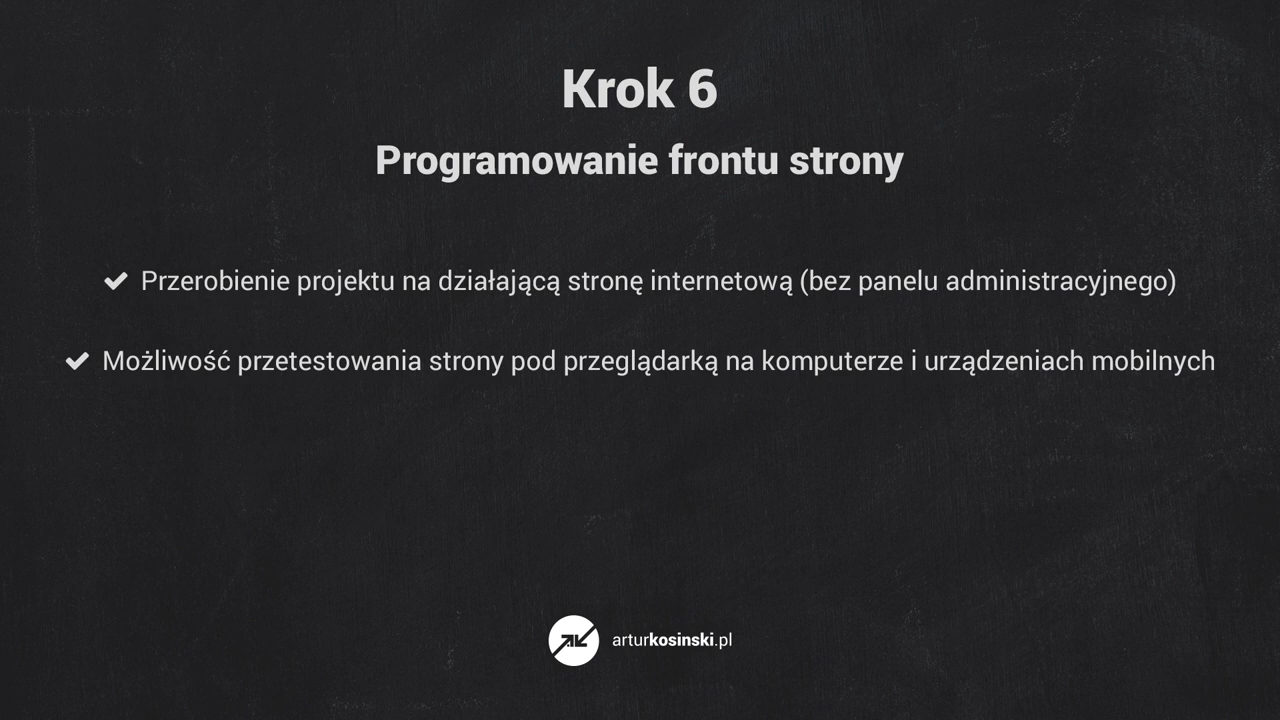 Krok 6
Programowanie frontu strony
Przerobienie projektu na działającą stronę internetową (bez panelu administracyjnego)
Możliwość przetestowania strony pod przeglądarką na komputerze i urządzeniach mobilnych
arturkosinski.pl